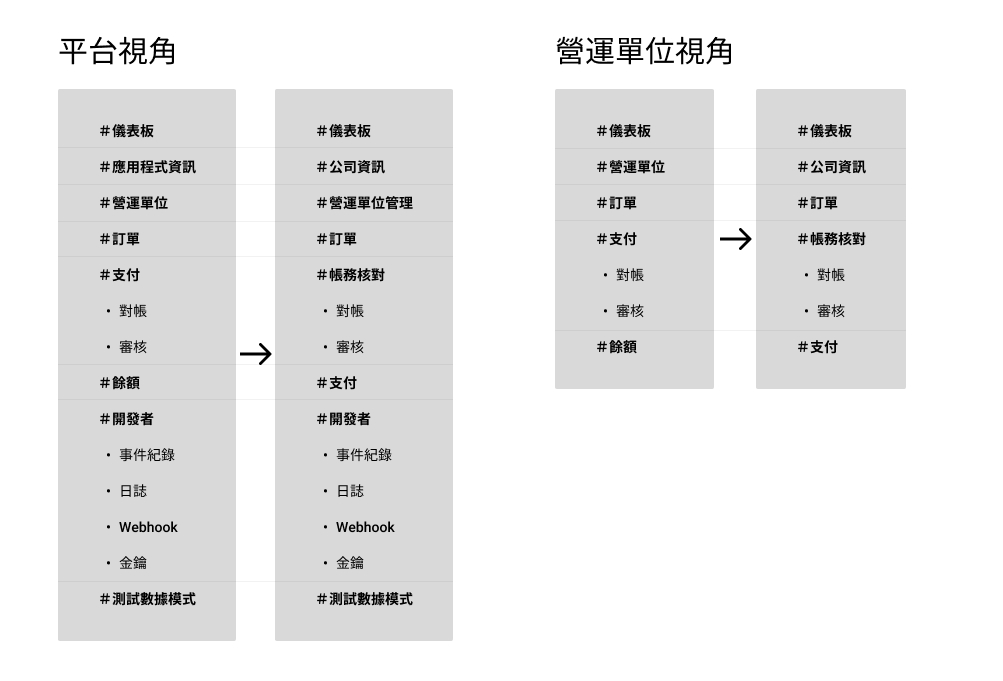 平台視角
#儀表板
#應用程式資訊
#營運單位
#訂單
#支付
• 對帳
• 審核
#餘額
#開發者
• 事件紀錄
• 日誌
• Webhook
• 金鑰
#測試數據模式
#儀表板
#公司資訊
#營運單位管理
#訂單
#帳務核對
• 對帳
• 審核
#支付
#開發者
• 事件紀錄
• 日誌
• Webhook
• 金鑰
#測試數據模式
營運單位視角
#儀表板
#營運單位
#訂單
#支付
• 對帳
• 審核
#餘額
#儀表板
#公司資訊
#訂單
#帳務核對
• 對帳
• 審核
#支付